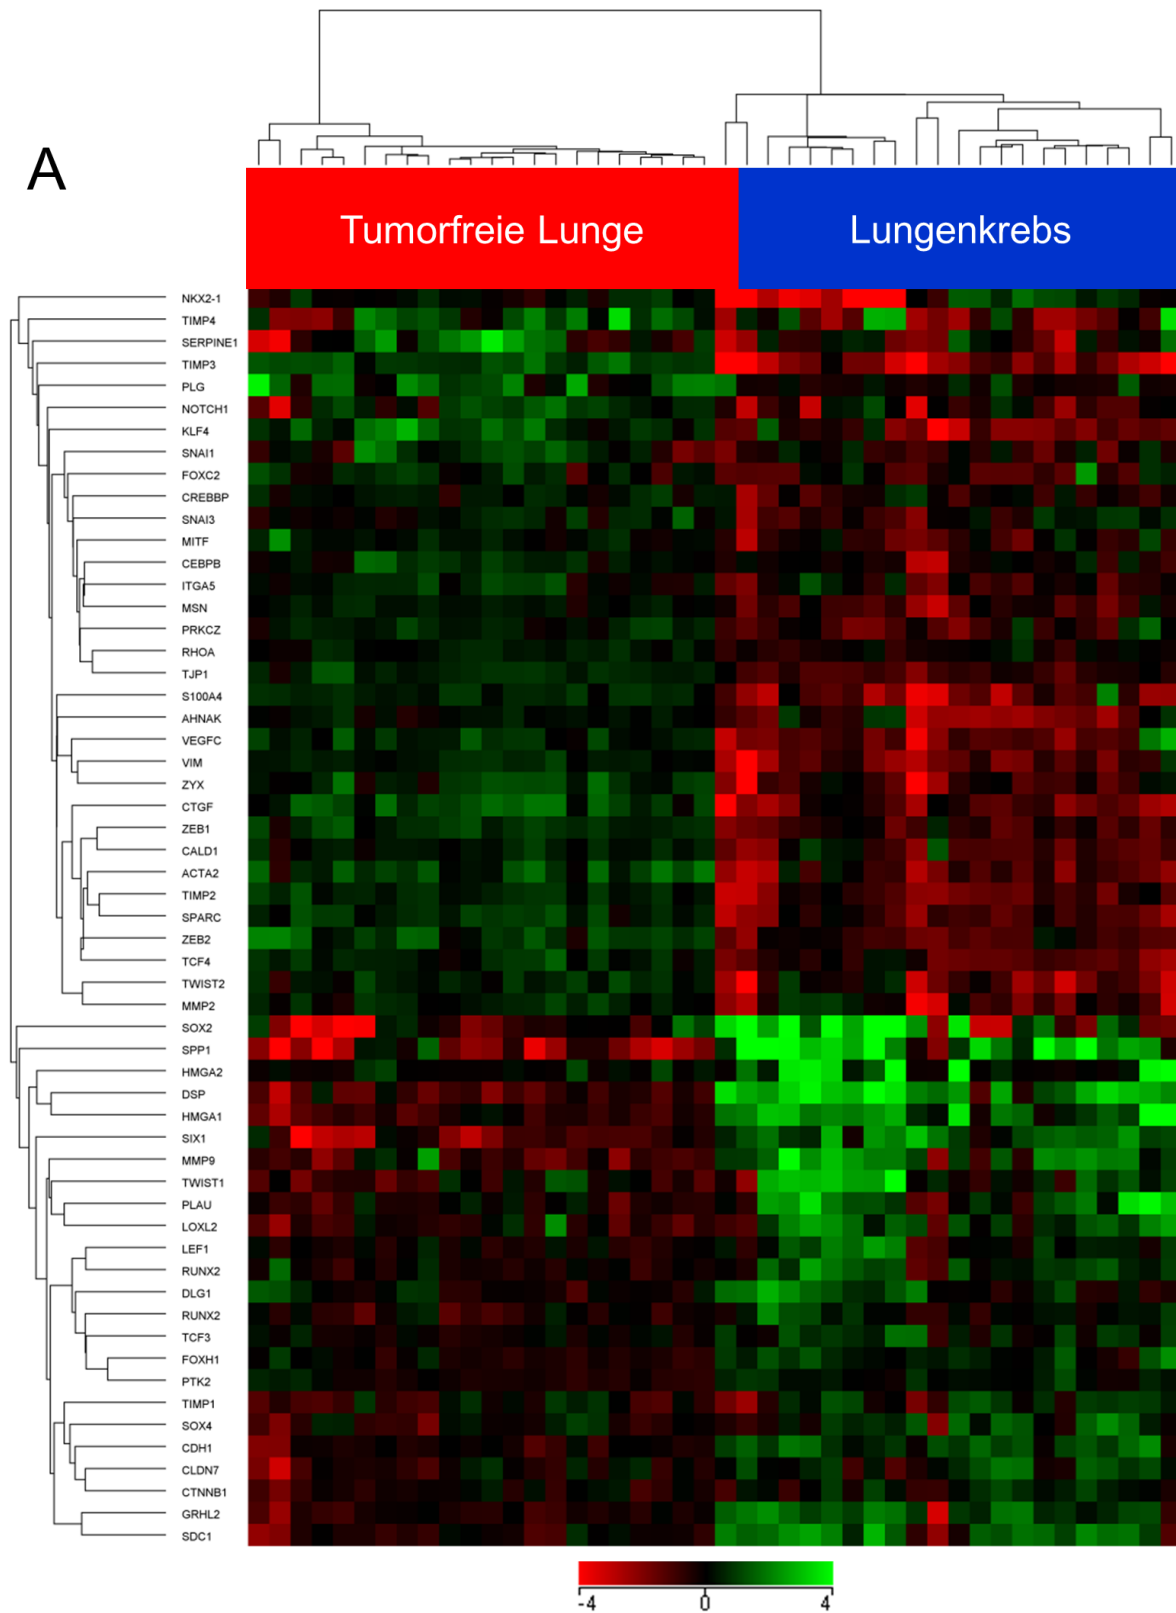 A
Tumorfreie Lunge
Lungenkrebs
NKX2-1
TIMP4
SERPINE1
TIMP3
PLG
NOTCH1
KLF4
SNAI1
FOXC2
CREBBP
SNAI3
MITF
CEBPB
ITGA5
MSN
PRKCZ
RHOA
TJP1
S100A4
AHNAK
VEGFC
VIM
ZYX
CTGF
ZEB1
CALD1
ACTA2
TIMP2
SPARC
ZEB2
TCF4
TWIST2
MMP2
SOX2
SPP1
HMGA2
DSP
HMGA1
SIX1
MMP9
TWIST1
PLAU
LOXL2
LEF1
RUNX2
DLG1
RUNX2
TCF3
FOXH1
PTK2
TIMP1
SOX4
CDH1
CLDN7
CTNNB1
GRHL2
SDC1
-4 0 4